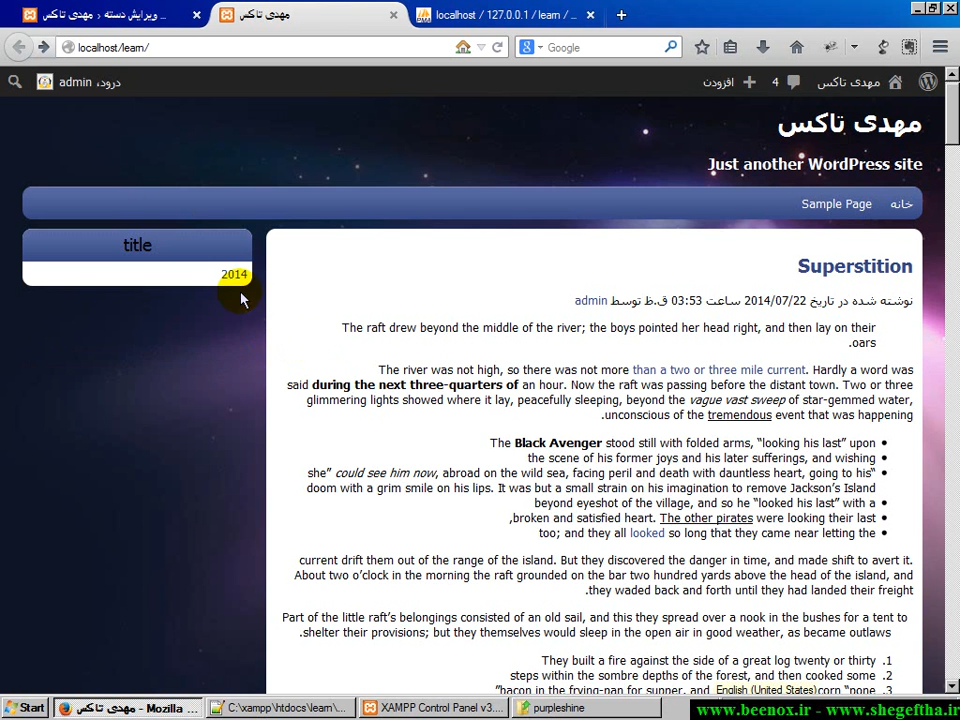 ویرایش دسته ‹ مهدی تاکس ...
مهدی تاکس
localhost / 127.0.0.1 / learn / ...
localhost/learn/
Google
درود، admin
افزودن
4
مهدی تاکس
مهدی تاکس
Just another WordPress site
خانه
Sample Page
title
2014
Superstition
نوشته شده در تاریخ 2014/07/22 ساعت 03:53 ق.ظ توسط admin
The raft drew beyond the middle of the river; the boys pointed her head right, and then lay on their
.oars
The river was not high, so there was not more than a two or three mile current. Hardly a word was
said during the next three-quarters of an hour. Now the raft was passing before the distant town. Two or three
glimmering lights showed where it lay, peacefully sleeping, beyond the vague vast sweep of star-gemmed water,
.unconscious of the tremendous event that was happening
The Black Avenger stood still with folded arms, “looking his last” upon
the scene of his former joys and his later sufferings, and wishing
she” could see him now, abroad on the wild sea, facing peril and death with dauntless heart, going to his“
doom with a grim smile on his lips. It was but a small strain on his imagination to remove Jackson’s Island
beyond eyeshot of the village, and so he “looked his last” with a
,broken and satisfied heart. The other pirates were looking their last
too; and they all looked so long that they came near letting the
current drift them out of the range of the island. But they discovered the danger in time, and made shift to avert it.
About two o’clock in the morning the raft grounded on the bar two hundred yards above the head of the island, and
.they waded back and forth until they had landed their freight
Part of the little raft’s belongings consisted of an old sail, and this they spread over a nook in the bushes for a tent to
.shelter their provisions; but they themselves would sleep in the open air in good weather, as became outlaws
They built a fire against the side of a great log twenty or thirty .1
steps within the sombre depths of the forest, and then cooked some .2
”bacon in the frying-pan for supper, and corn “pone .3
English (United States)
Start
مهدی تاکس - Mozilla ...
C:\xampp\htdocs\learn\...
XAMPP Control Panel v3....
purpleshine
www.beenox.ir - www.shegeftha.ir